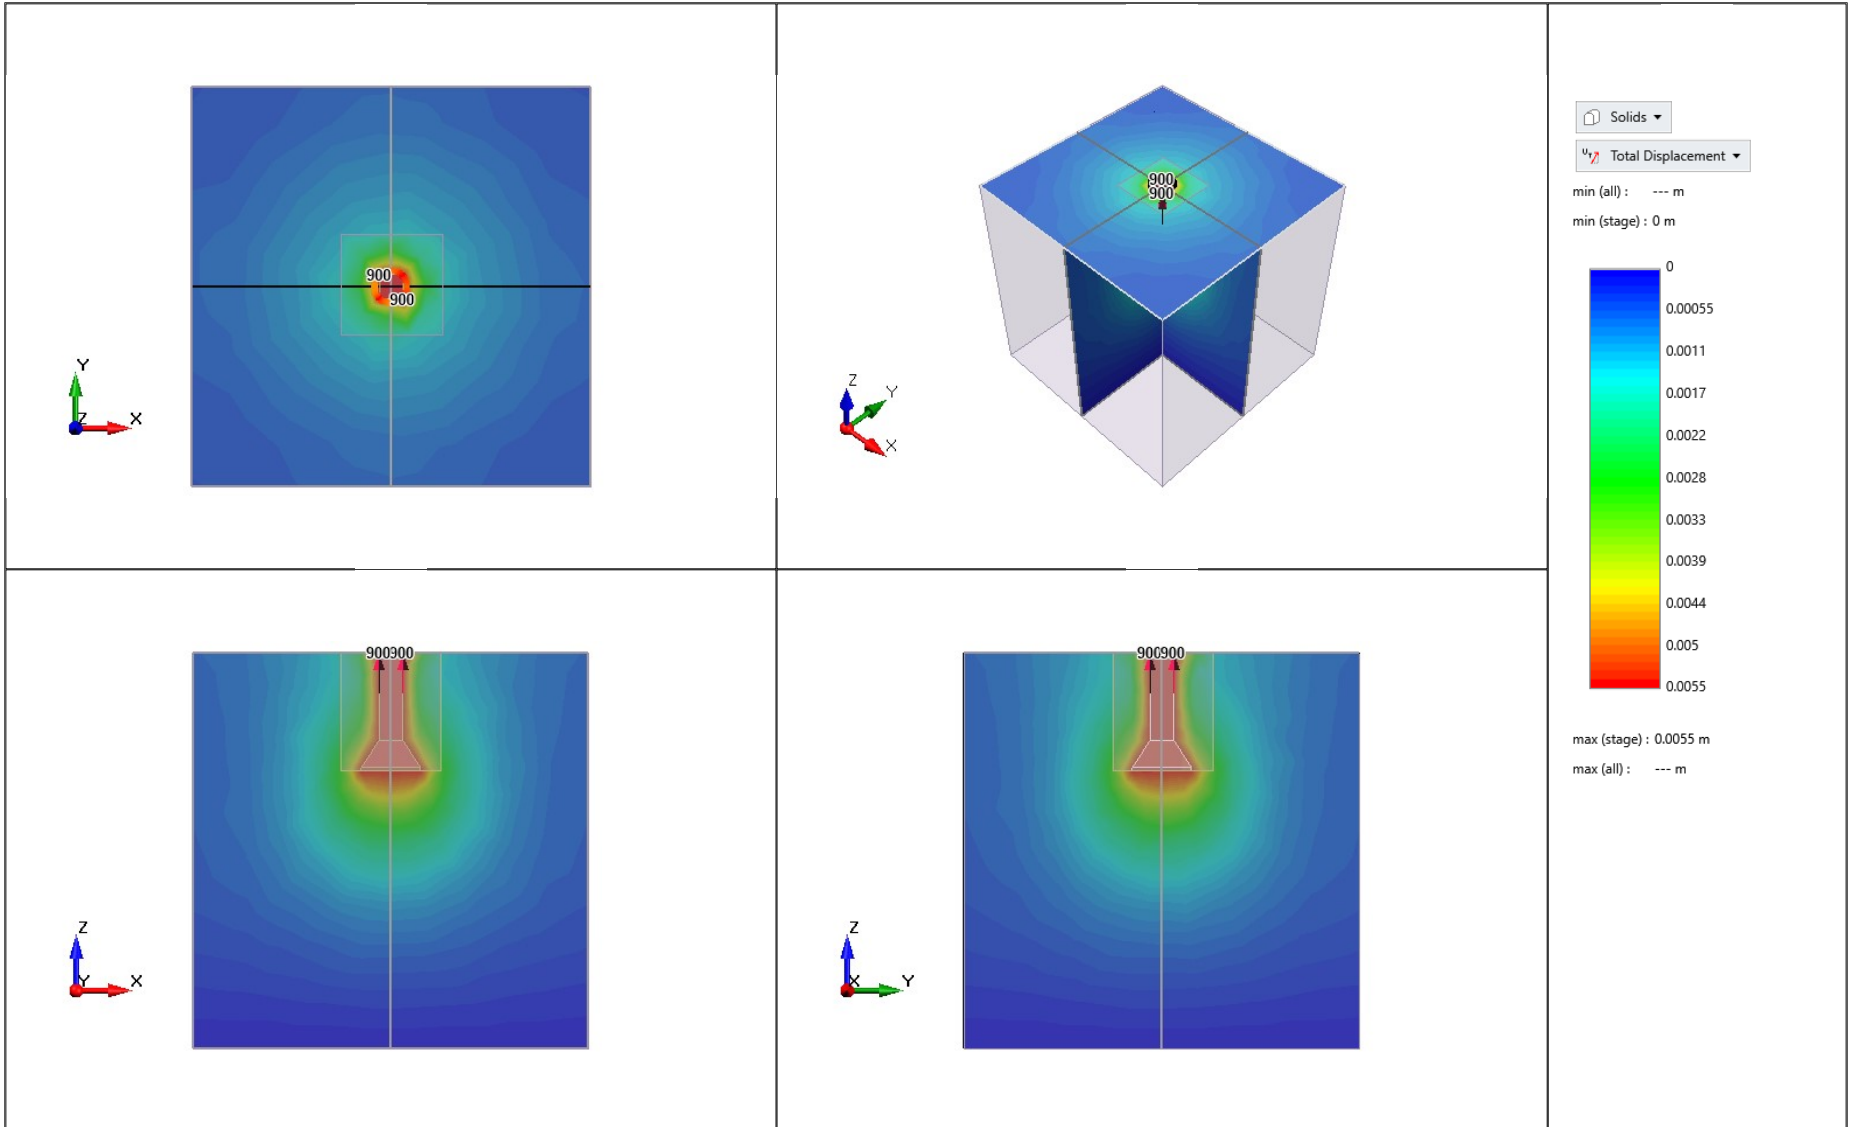 900
900
Y
Z
X
900
900
Z
Y
X
Solids
Total Displacement
min (all) : --- m
min (stage) : 0 m
0
0.00055
0.0011
0.0017
0.0022
0.0028
0.0033
0.0039
0.0044
0.005
0.0055
max (stage) : 0.0055 m
max (all) : --- m
900900
Z
Y
X
900900
Z
X
Y